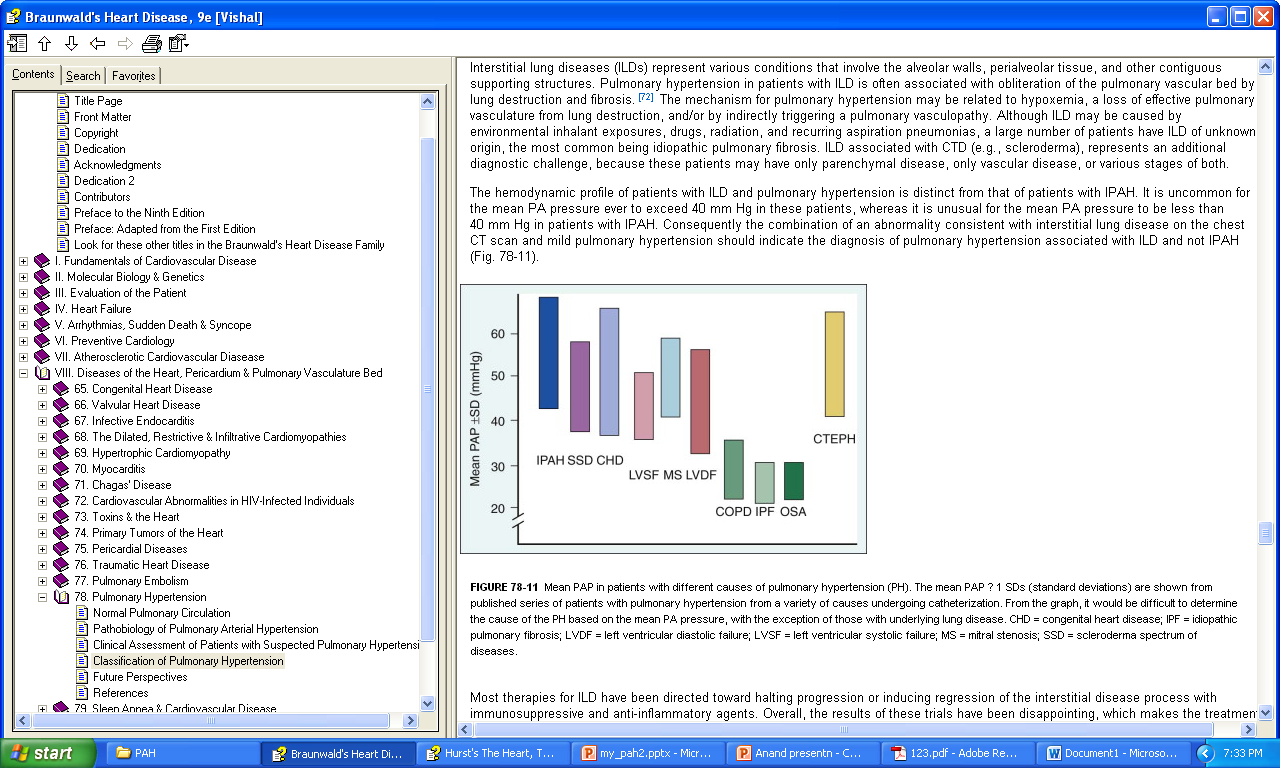 Braunwald's Heart Disease, 9e [Vishal]
Contents
Search
Favorites
Title Page
Front Matter
Copyright
Dedication
Acknowledgments
Dedication 2
Contributors
Preface to the Ninth Edition
Preface: Adapted from the First Edition
Look for these other titles in the Braunwald's Heart Disease Family
I. Fundamentals of Cardiovascular Disease
II. Molecular Biology & Genetics
III. Evaluation of the Patient
IV. Heart Failure
V. Arrhythmias, Sudden Death & Syncope
VI. Preventive Cardiology
VII. Atherosclerotic Cardiovascular Diasease
VIII. Diseases of the Heart, Pericardium & Pulmonary Vasculature Bed
65. Congenital Heart Disease
66. Valvular Heart Disease
67. Infective Endocarditis
68. The Dilated, Restrictive & Infiltrative Cardiomyopathies
69. Hypertrophic Cardiomyopathy
70. Myocarditis
71. Chagas' Disease
72. Cardiovascular Abnormalities in HIV-Infected Individuals
73. Toxins & the Heart
74. Primary Tumors of the Heart
75. Pericardial Diseases
76. Traumatic Heart Disease
77. Pulmonary Embolism
78. Pulmonary Hypertension
Normal Pulmonary Circulation
Pathobiology of Pulmonary Arterial Hypertension
Clinical Assessment of Patients with Suspected Pulmonary Hypertensi
Classification of Pulmonary Hypertension
Future Perspectives
References
79. Sleep Apnea & Cardiovascular Disease
Interstitial lung diseases (ILDs) represent various conditions that involve the alveolar walls, perialveolar tissue, and other contiguous
supporting structures. Pulmonary hypertension in patients with ILD is often associated with obliteration of the pulmonary vascular bed by
lung destruction and fibrosis. [72] The mechanism for pulmonary hypertension may be related to hypoxemia, a loss of effective pulmonary
vasculature from lung destruction, and/or by indirectly triggering a pulmonary vasculopathy. Although ILD may be caused by
environmental inhalant exposures, drugs, radiation, and recurring aspiration pneumonias, a large number of patients have ILD of unknown
origin, the most common being idiopathic pulmonary fibrosis. ILD associated with CTD (e.g., scleroderma), represents an additional
diagnostic challenge, because these patients may have only parenchymal disease, only vascular disease, or various stages of both.
The hemodynamic profile of patients with ILD and pulmonary hypertension is distinct from that of patients with IPAH. It is uncommon for
the mean PA pressure ever to exceed 40 mm Hg in these patients, whereas it is unusual for the mean PA pressure to be less than
40 mm Hg in patients with IPAH. Consequently the combination of an abnormality consistent with interstitial lung disease on the chest
CT scan and mild pulmonary hypertension should indicate the diagnosis of pulmonary hypertension associated with ILD and not IPAH
(Fig. 78-11).
Mean PAP ±SD (mmHg)
60
50
40
30
20
IPAH SSD CHD
LVSF MS LVDF
COPD IPF OSA
CTEPH
FIGURE 78-11 Mean PAP in patients with different causes of pulmonary hypertension (PH). The mean PAP ? 1 SDs (standard deviations) are shown from
published series of patients with pulmonary hypertension from a variety of causes undergoing catheterization. From the graph, it would be difficult to determine
the cause of the PH based on the mean PA pressure, with the exception of those with underlying lung disease. CHD = congenital heart disease; IPF = idiopathic
pulmonary fibrosis; LVDF = left ventricular diastolic failure; LVSF = left ventricular systolic failure; MS = mitral stenosis; SSD = scleroderma spectrum of
diseases.
Most therapies for ILD have been directed toward halting progression or inducing regression of the interstitial disease process with
immunosuppressive and anti-inflammatory agents. Overall, the results of these trials have been disappointing, which makes the treatmen
start
PAH
Braunwald's Heart Di...
Hurst's The Heart, T...
my_pah2.pptx - Micr...
Anand presentn - C...
123.pdf - Adobe Re...
Document1 - Microso...
7:33 PM